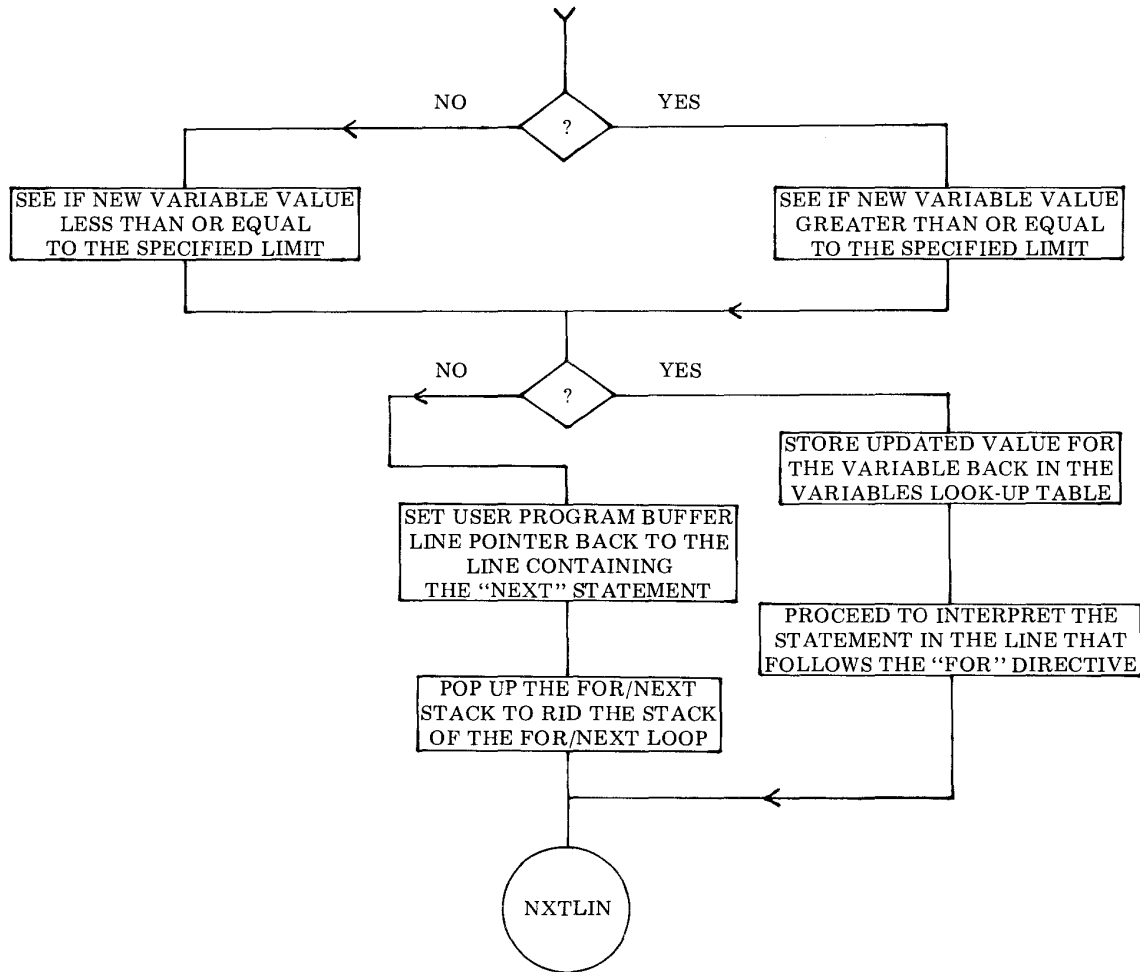 NO
YES
?
SEE IF NEW VARIABLE VALUE
LESS THAN OR EQUAL
TO THE SPECIFIED LIMIT
SEE IF NEW VARIABLE VALUE
GREATER THAN OR EQUAL
TO THE SPECIFIED LIMIT
NO
YES
?
STORE UPDATED VALUE FOR
THE VARIABLE BACK IN THE
VARIABLES LOOK-UP TABLE
SET USER PROGRAM BUFFER
LINE POINTER BACK TO THE
LINE CONTAINING
THE “NEXT” STATEMENT
PROCEED TO INTERPRET THE
STATEMENT IN THE LINE THAT
FOLLOWS THE “FOR” DIRECTIVE
POP UP THE FOR/NEXT
STACK TO RID THE STACK
OF THE FOR/NEXT LOOP
NXTLIN